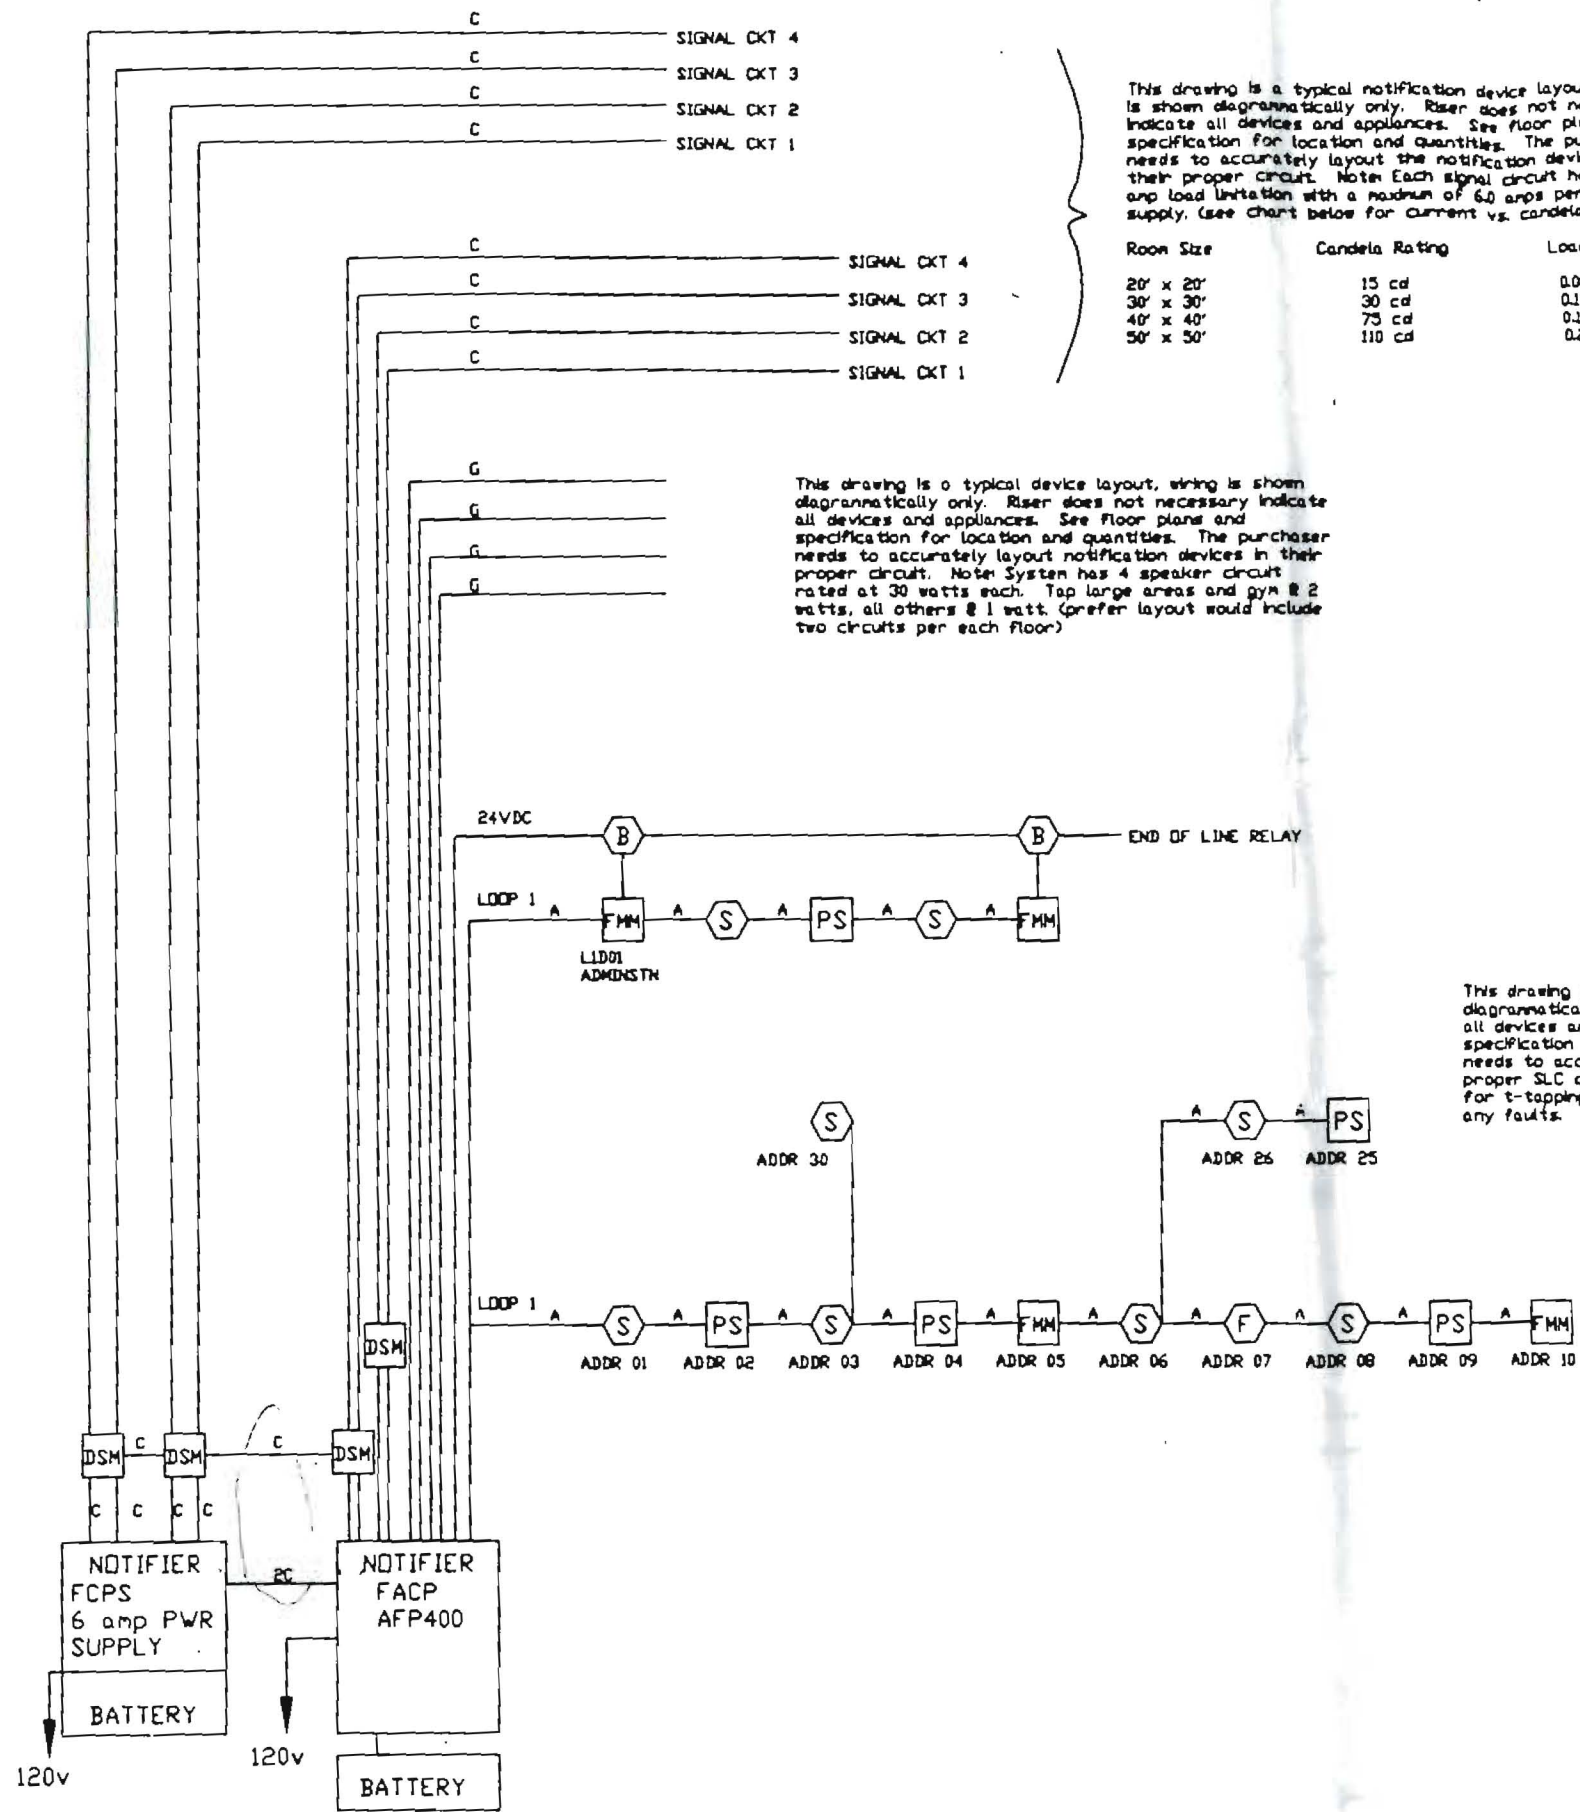 C
SIGNAL CKT 4
C
SIGNAL CKT 3
C
SIGNAL CKT 2
C
SIGNAL CKT 1
This drawing is a typical notification device
is shown diagrammatically only. Riser does not
indicate all devices and appliances. See floor
specification for location and quantities. The
needs to accurately layout the notification
their proper circuit. Note: Each signal circuit
amp load limitation with a maximum of 6.0 amps per
supply. (see chart below for current vs. candela
Room Size Candela Rating
20' x 20' 15 cd
30' x 30' 30 cd
40' x 40' 75 cd
50' x 50' 110 cd
C
SIGNAL CKT 4
C
SIGNAL CKT 3
C
SIGNAL CKT 2
C
SIGNAL CKT 1
G
G
G
G
This drawing is a typical device layout, wiring is shown
diagrammatically only. Riser does not necessary indicate
all devices and appliances. See floor plans and
specification for location and quantities. The purchaser
needs to accurately layout notification devices in their
proper circuit. Note: System has 4 speaker circuit
rated at 30 watts each. Tap large areas and gym @ 2
watts, all others @ 1 watt. (prefer layout would include
two circuits per each floor)
24VDC B B END OF LINE RELAY
LOOP 1 A FMM A S A PS A S A FMM
L1D01
ADMINSTN
This drawing
all devices
specification
needs to
proper SLC
for t-tapping
any faults.
S
ADDR 30
A S A PS
ADDR 26 ADDR 25
LOOP 1 A S A PS A S A PS A FMM A S A F A S A PS A FMM
ADDR 01 ADDR 02 ADDR 03 ADDR 04 ADDR 05 ADDR 06 ADDR 07 ADDR 08 ADDR 09 ADDR 10
DSM
DSM C DSM C DSM
C C C C
NOTIFIER
FCPS
6 amp PWR
SUPPLY
BATTERY
120v
2C
NOTIFIER
FACP
AFP400
120v
BATTERY